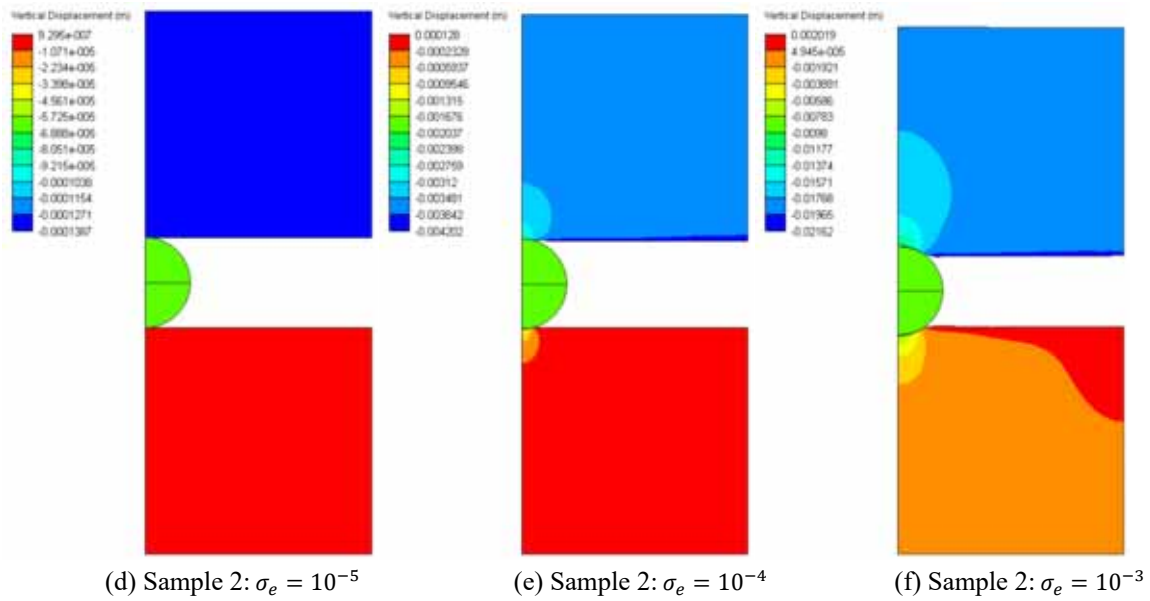 Vertical Displacement (m)
9.295e-007
-1.071e-005
-2.234e-005
-3.398e-005
-4.561e-005
-5.725e-005
-6.888e-005
-8.051e-005
-9.215e-005
-0.0001038
-0.0001154
-0.0001271
-0.0001387
Vertical Displacement (m)
0.000128
-0.0002328
-0.0005937
-0.0009546
-0.001315
-0.001676
-0.002037
-0.002398
-0.002759
-0.00312
-0.003481
-0.003842
-0.004202
Vertical Displacement (m)
0.002019
4.945e-005
-0.001921
-0.003891
-0.00586
-0.00783
-0.0098
-0.01177
-0.01374
-0.01571
-0.01768
-0.01965
-0.02162
(d) Sample 2: σₑ = 10⁻⁵
(e) Sample 2: σₑ = 10⁻⁴
(f) Sample 2: σₑ = 10⁻³